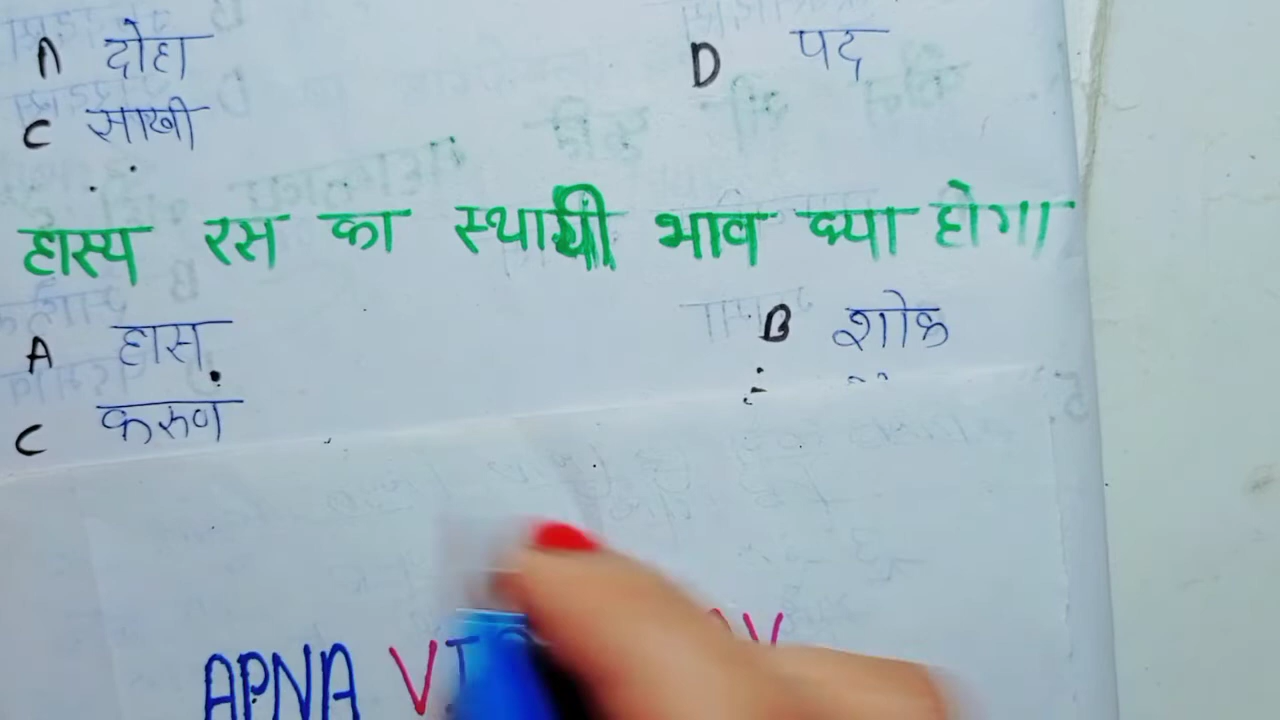 A दोहा D पद
C साखी
हास्य रस का स्थायी भाव क्या होगा
A हास B शोक
C करुण
APNA